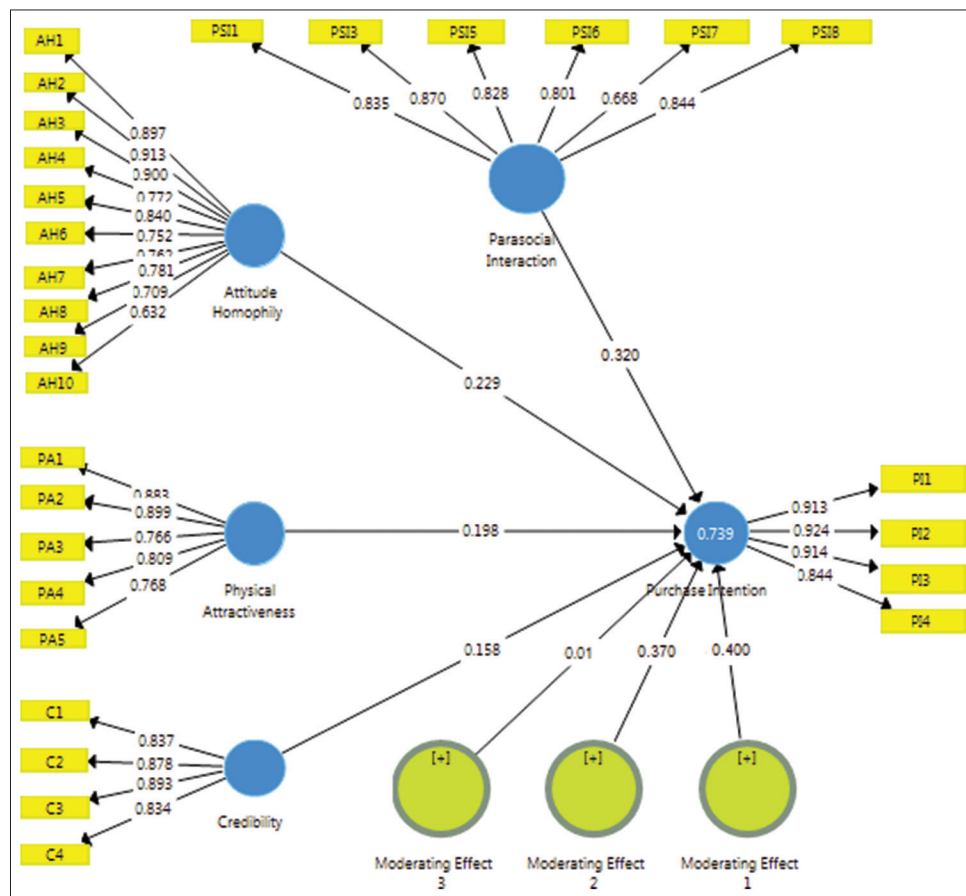 PSI1 PSI3 PSI5 PSI6 PSI7 PSI8
0.835 0.870 0.828 0.801 0.668 0.844
Parasocial
Interaction
AH1
AH2
AH3
AH4
AH5
AH6
AH7
AH8
AH9
AH10
0.897
0.913
0.900
0.772
0.840
0.752
0.762
0.781
0.709
0.632
Attitude
Homophily
0.229
0.320
PA1
PA2
PA3
PA4
PA5
0.883
0.899
0.766
0.809
0.768
Physical
Attractiveness
0.198
0.739
Purchase Intention
0.913
0.924
0.914
0.844
PI1
PI2
PI3
PI4
C1
C2
C3
C4
0.837
0.878
0.893
0.834
Credibility
0.158
0.01
0.370
0.400
[+] [+] [+]
Moderating Effect
3
Moderating Effect
2
Moderating Effect
1